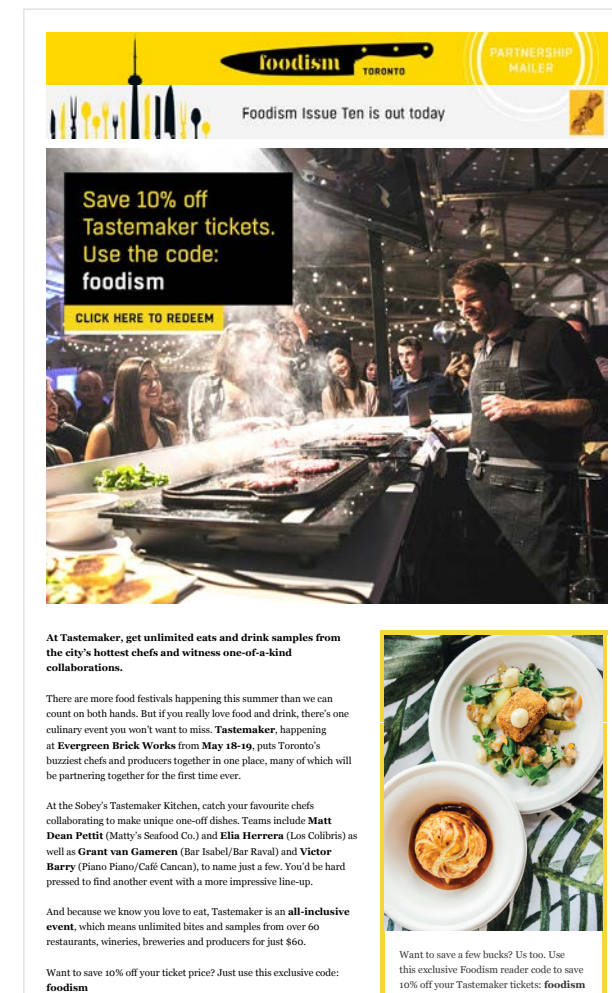 foodism
TORONTO
PARTNERSHIP
MAILER
Foodism Issue Ten is out today
Save 10% off
Tastemaker tickets.
Use the code:
foodism
CLICK HERE TO REDEEM
At Tastemaker, get unlimited eats and drink samples from
the city's hottest chefs and witness one-of-a-kind
collaborations.
There are more food festivals happening this summer than we can
count on both hands. But if you really love food and drink, there's one
culinary event you won't want to miss. Tastemaker, happening
at Evergreen Brick Works from May 18-19, puts Toronto's
buzziest chefs and producers together in one place, many of which will
be partnering together for the first time ever.
At the Sobey's Tastemaker Kitchen, catch your favourite chefs
collaborating to make unique one-off dishes. Teams include Matt
Dean Pettit (Matty's Seafood Co.) and Elia Herrera (Los Colibris) as
well as Grant van Gameren (Bar Isabel/Bar Raval) and Victor
Barry (Piano Piano/Café Cancan), to name just a few. You'd be hard
pressed to find another event with a more impressive line-up.
And because we know you love to eat, Tastemaker is an all-inclusive
event, which means unlimited bites and samples from over 60
restaurants, wineries, breweries and producers for just $60.
Want to save 10% off your ticket price? Just use this exclusive code:
foodism
Want to save a few bucks? Us too. Use
this exclusive Foodism reader code to save
10% off your Tastemaker tickets: foodism